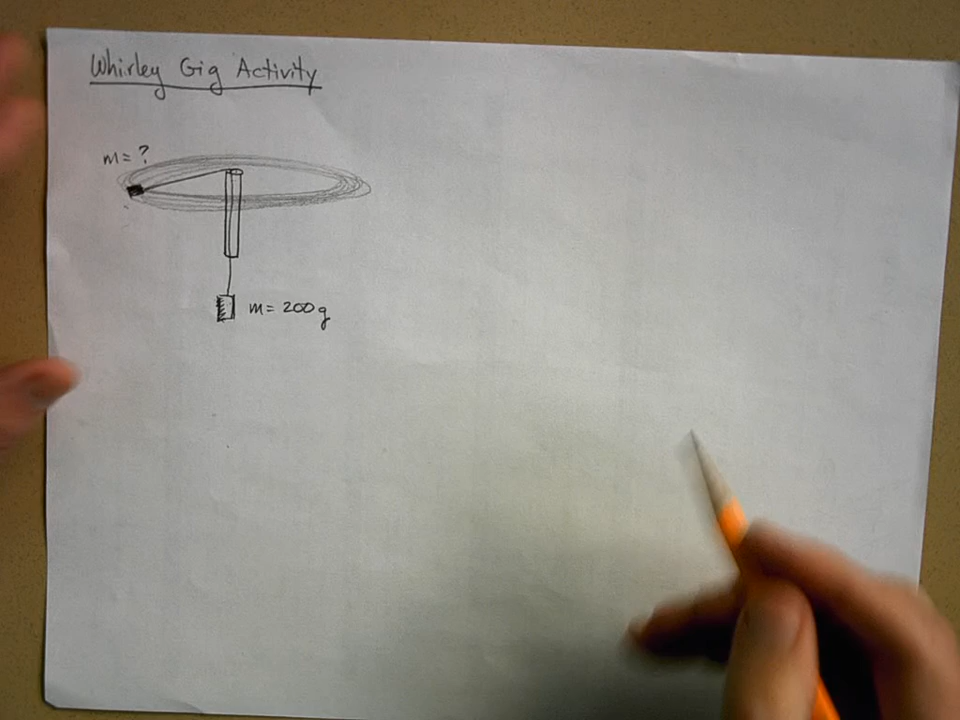 Whirley Gig Activity
m = ?
m = 200g